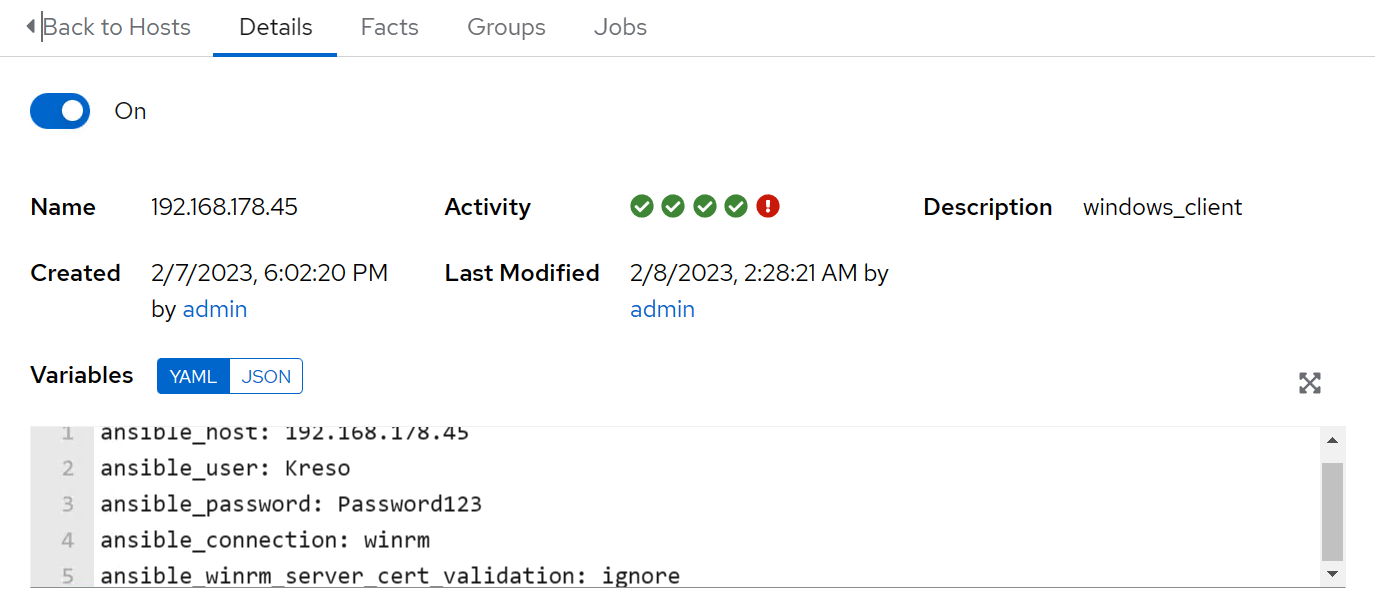 Back to Hosts Details Facts Groups Jobs
On
Name 192.168.178.45 Activity Description windows_client
Created 2/7/2023, 6:02:20 PM Last Modified 2/8/2023, 2:28:21 AM by
by admin admin
Variables YAML JSON
1 ansible_host: 192.168.178.45
2 ansible_user: Kreso
3 ansible_password: Password123
4 ansible_connection: winrm
5 ansible_winrm_server_cert_validation: ignore